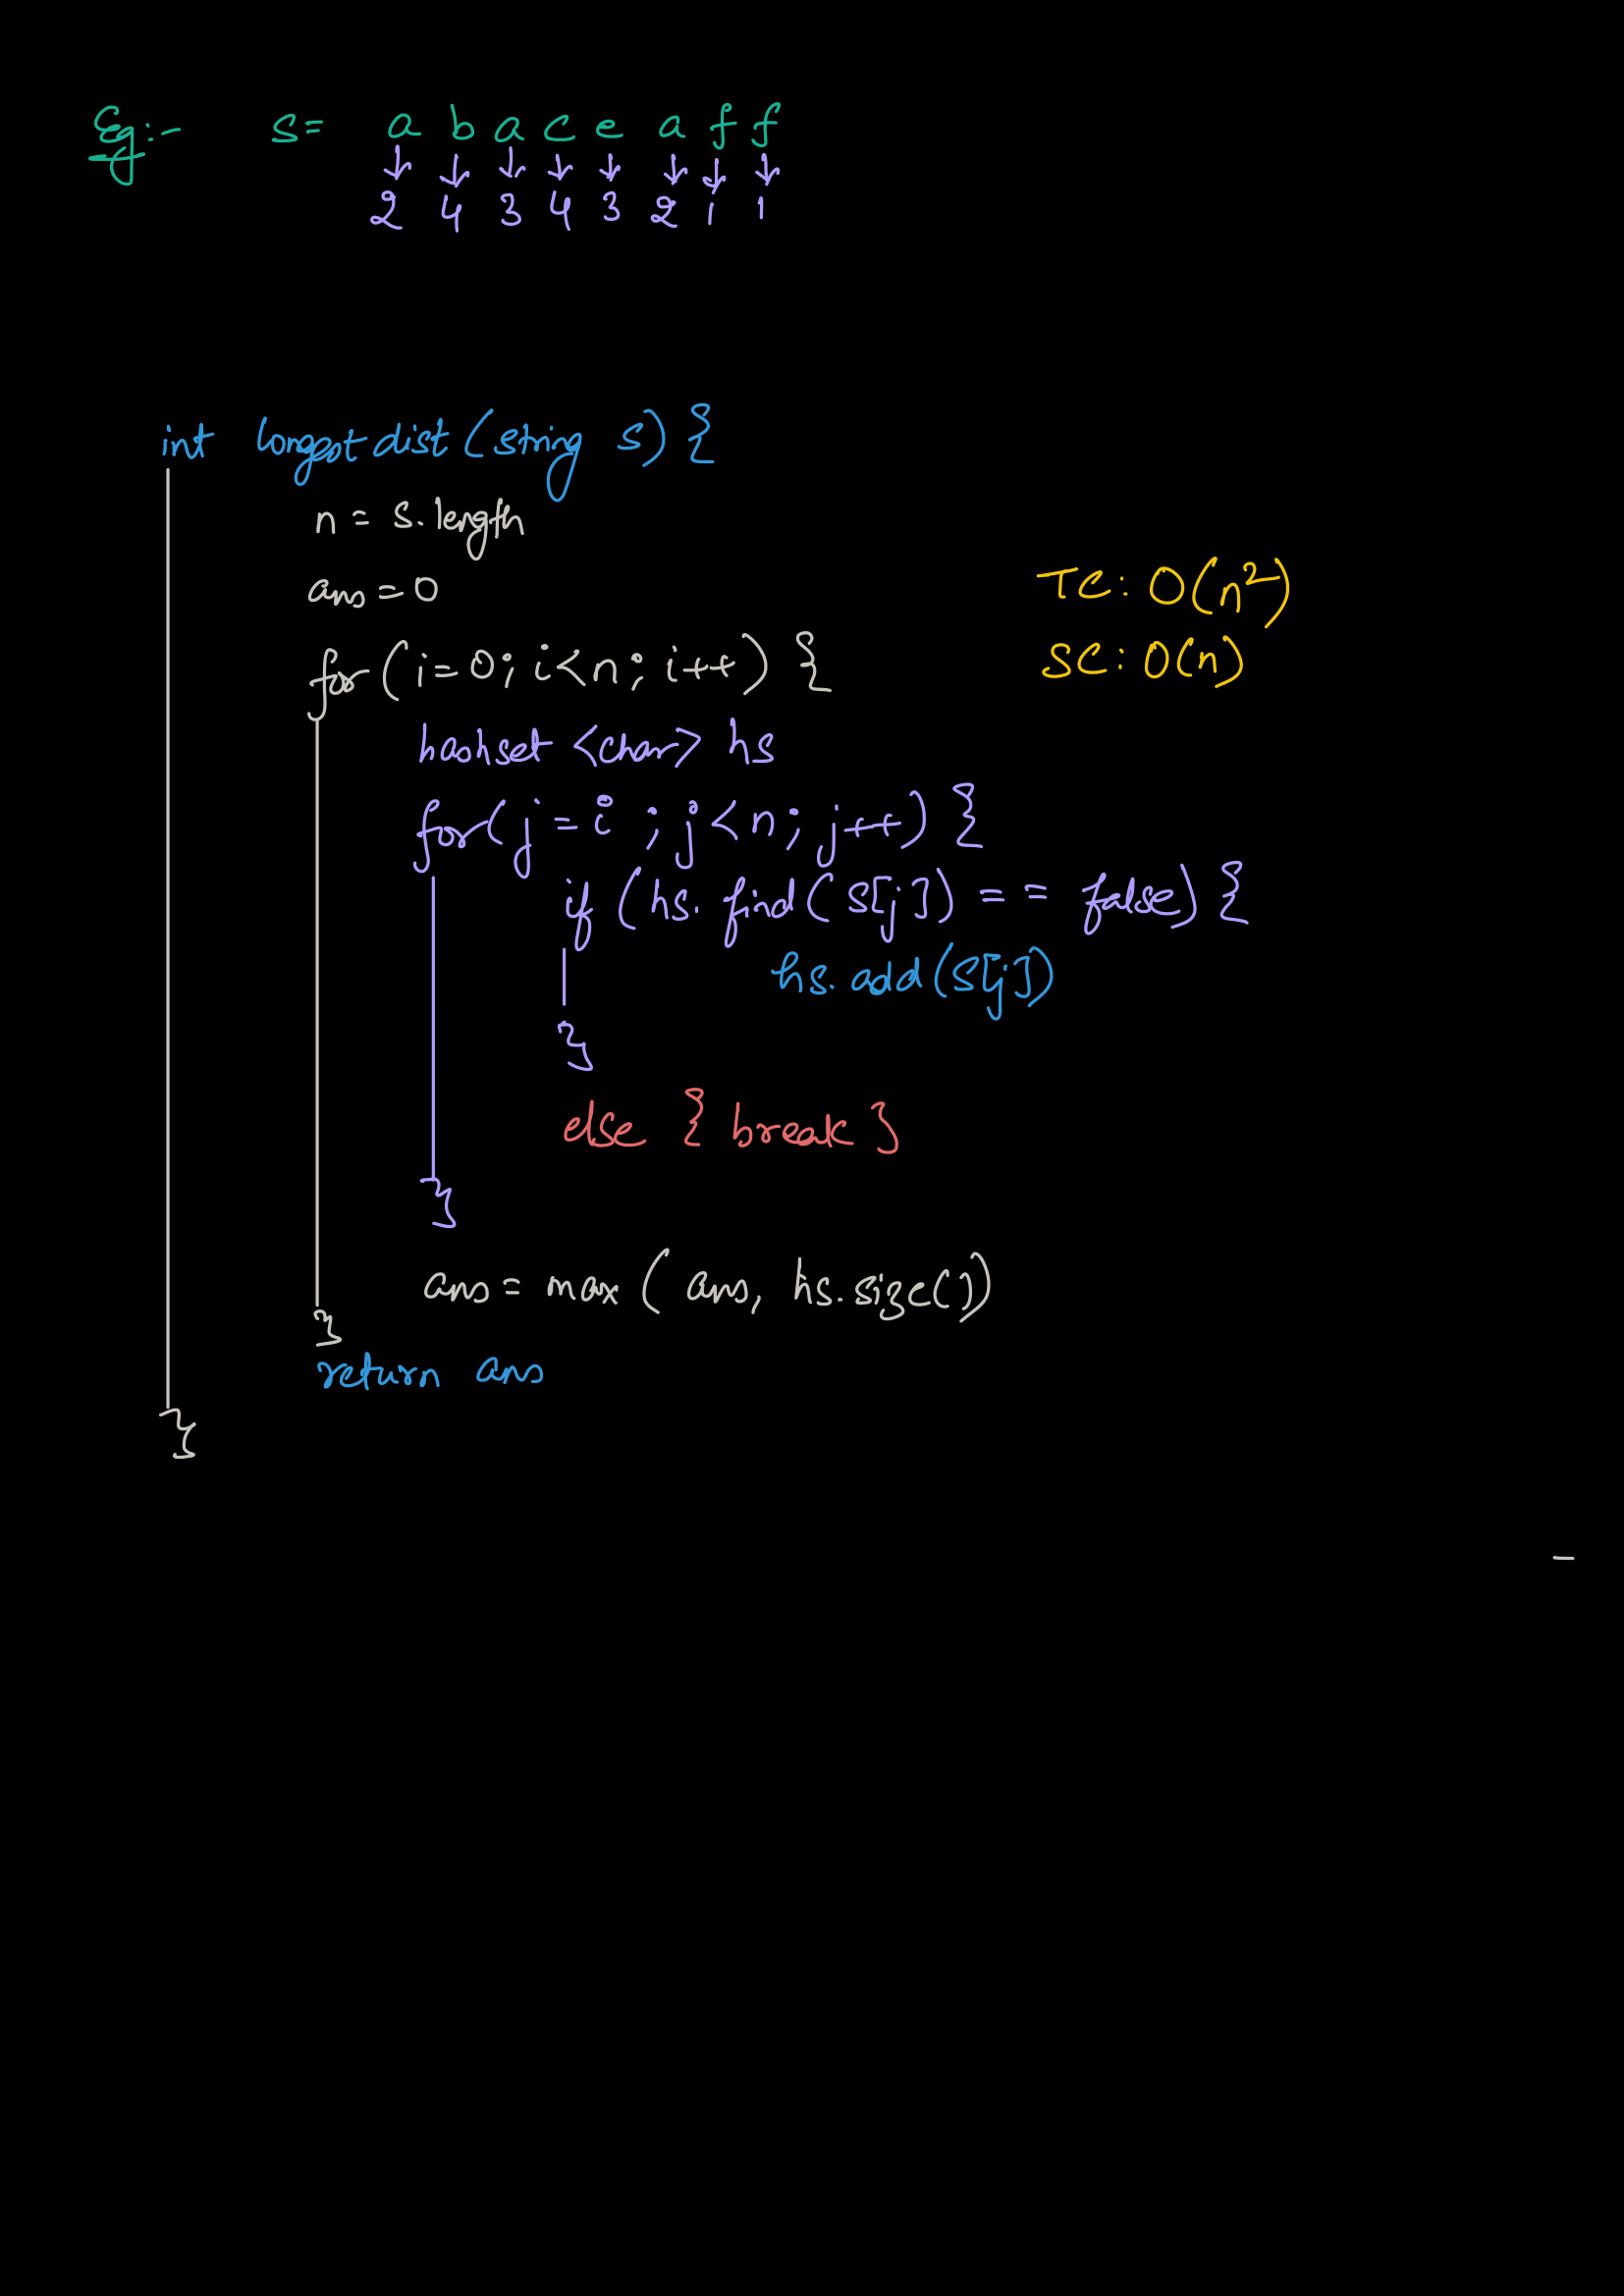 Eg:- s= a b a c e a f f
↓ ↓ ↓ ↓ ↓ ↓ ↓ ↓
2 4 3 4 3 2 1 1
int longest dist (string s) {
n = s.length
ans = 0
TC: O(n²)
for (i=0; i<n; i++) {
SC: O(n)
hashset <char> hs
for (j=i; j<n; j++) {
if (hs.find(s[j]) == false) {
hs.add(s[j])
}
else { break }
}
ans = max (ans, hs.size())
}
return ans
}